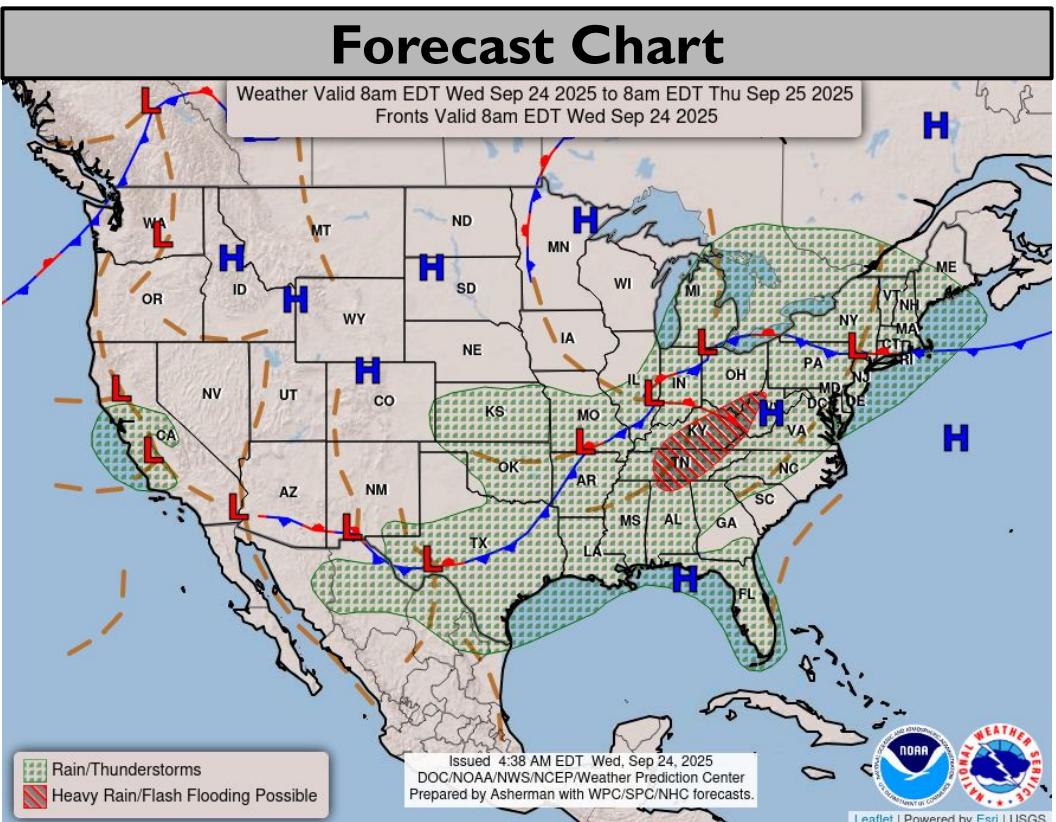 Forecast Chart
Weather Valid 8am EDT Wed Sep 24 2025 to 8am EDT Thu Sep 25 2025
Fronts Valid 8am EDT Wed Sep 24 2025
L
H
H
WA
L
MT
ND
MN
ME
H
ID
H
SD
WI
MI
VT
NH
OR
H
WY
NY
MA
CT
RI
L
L
IA
NE
PA
OH
NJ
H
IL
IN
MD
DE
DC
L
NV
UT
CO
L
KS
MO
H
VA
KY
H
CA
L
L
OK
TN
NC
AR
AZ
NM
SC
L
MS
AL
GA
L
TX
LA
L
H
FL
Rain/Thunderstorms
Heavy Rain/Flash Flooding Possible
Issued 4:38 AM EDT Wed, Sep 24, 2025
DOC/NOAA/NWS/NCEP/Weather Prediction Center
Prepared by Asherman with WPC/SPC/NHC forecasts.
NOAA
NATIONAL WEATHER SERVICE
Leaflet | Powered by Esri | USGS